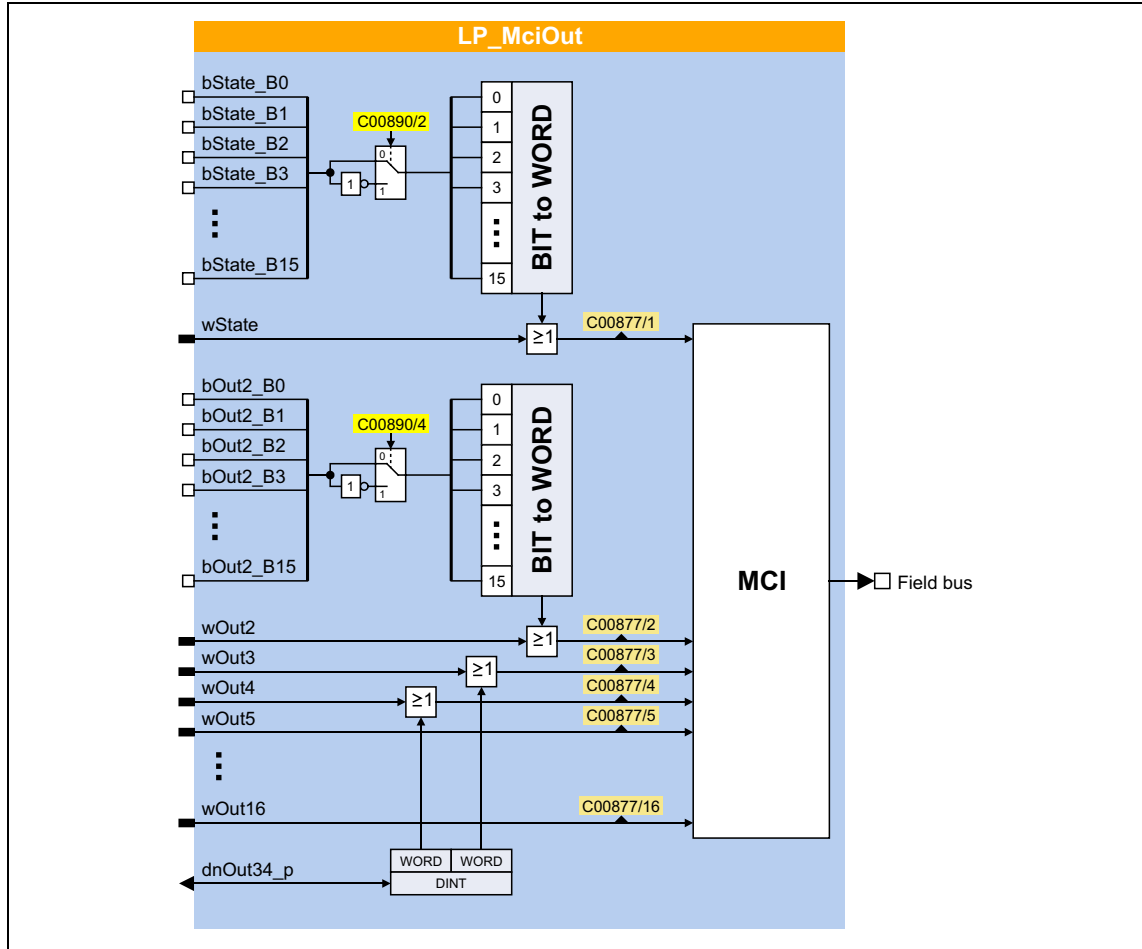 LP_MciOut
bState_B0
bState_B1
bState_B2
bState_B3
⋮
bState_B15
C00890/2
0
1
1
0
1
2
3
⋮
15
BIT to WORD
wState
≥1
C00877/1
bOut2_B0
bOut2_B1
bOut2_B2
bOut2_B3
⋮
bOut2_B15
C00890/4
0
1
1
0
1
2
3
⋮
15
BIT to WORD
MCI
Field bus
wOut2
≥1
C00877/2
wOut3
≥1
C00877/3
wOut4
≥1
C00877/4
wOut5
C00877/5
⋮
wOut16
C00877/16
dnOut34_p
WORD WORD
DINT